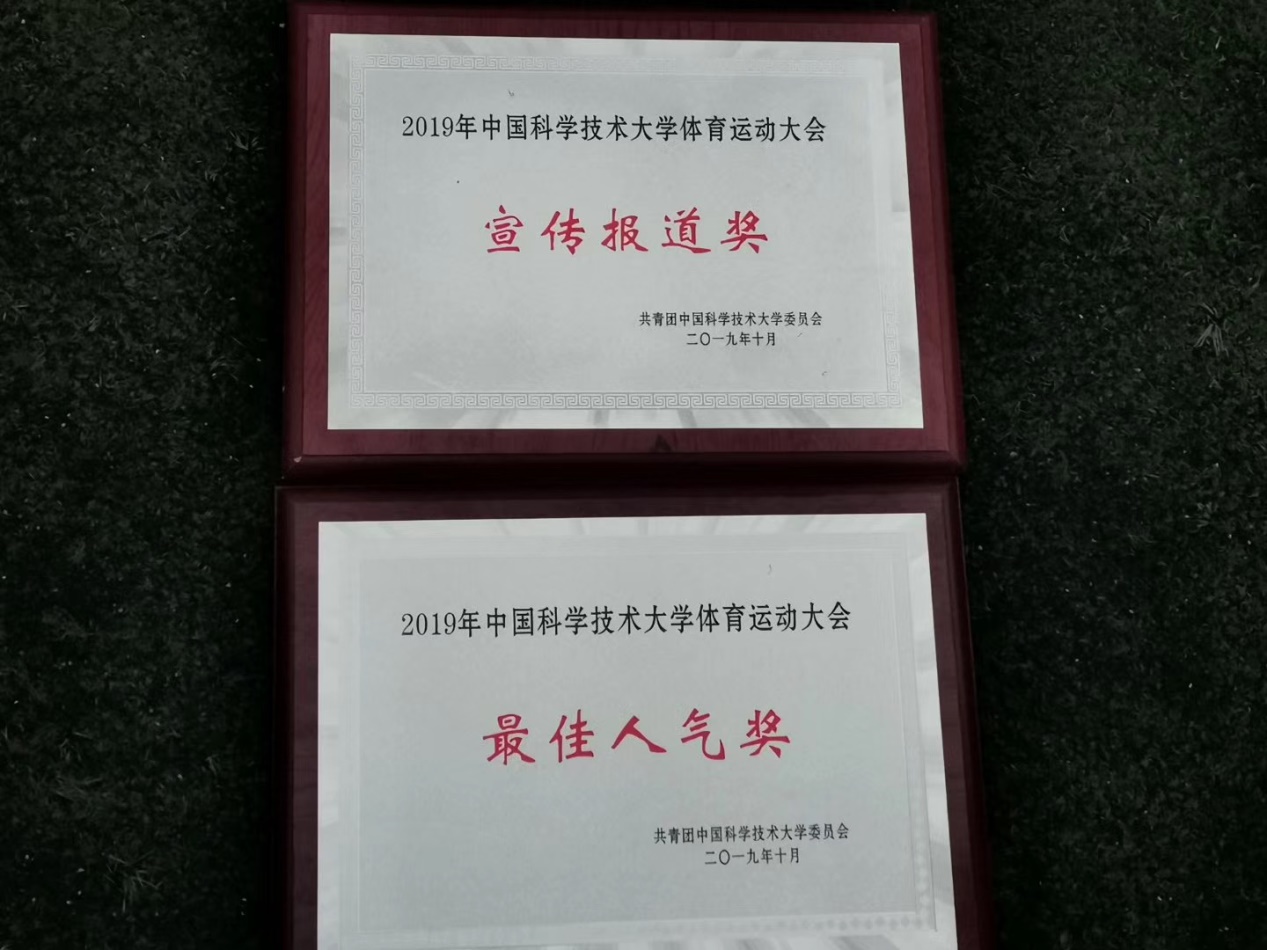 2019年中国科学技术大学体育运动大会
宣传报道奖
共青团中国科学技术大学委员会
二〇一九年十月
2019年中国科学技术大学体育运动大会
最佳人气奖
共青团中国科学技术大学委员会
二〇一九年十月